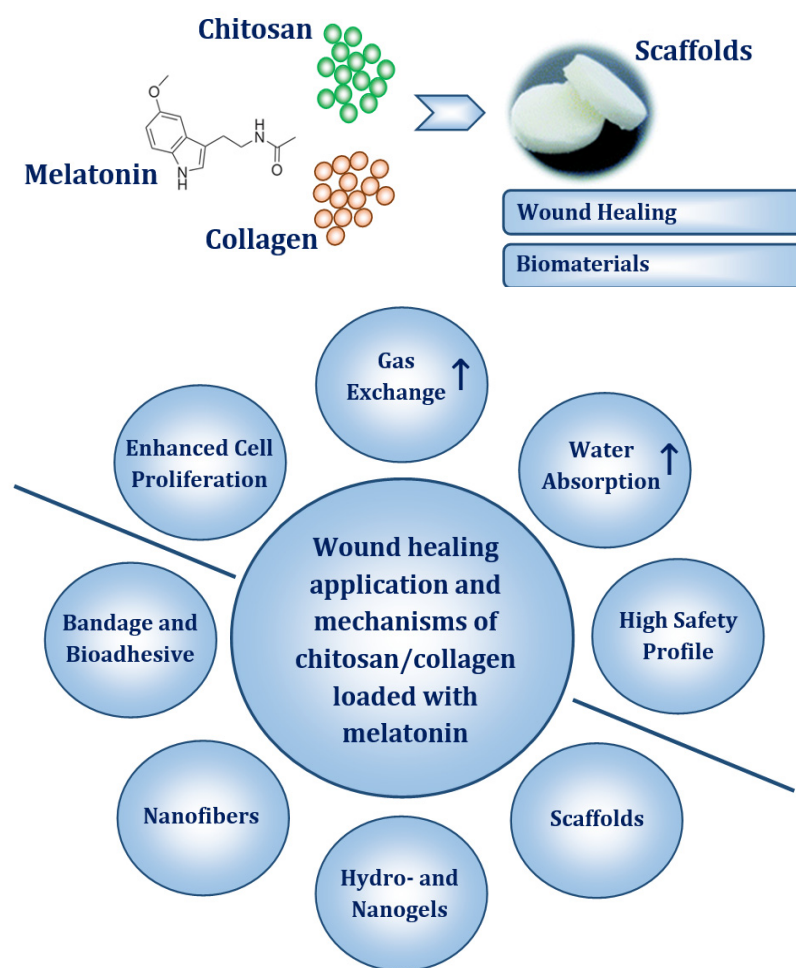 Chitosan
Scaffolds
O
H
N
O
N
H
Melatonin
Collagen
Wound Healing
Biomaterials
Gas
Exchange ↑
Enhanced Cell
Proliferation
Water
Absorption ↑
Wound healing
application and
mechanisms of
chitosan/collagen
loaded with
melatonin
Bandage and
Bioadhesive
High Safety
Profile
Nanofibers
Scaffolds
Hydro- and
Nanogels